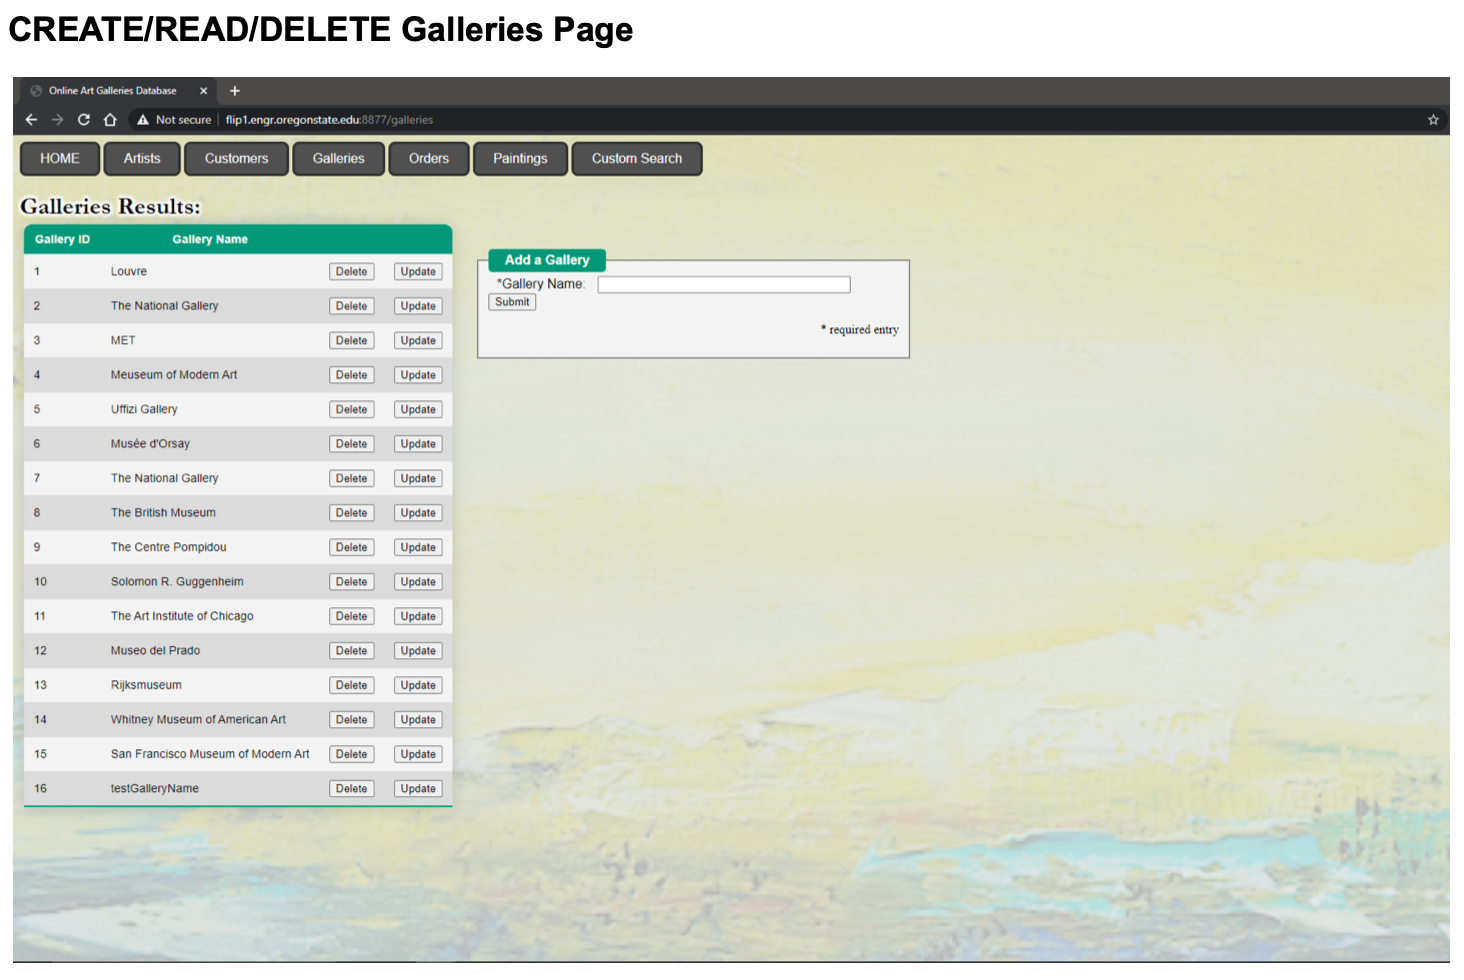 CREATE/READ/DELETE Galleries Page
Online Art Galleries Database
Not secure flip1.engr.oregonstate.edu:8877/galleries
HOME Artists Customers Galleries Orders Paintings Custom Search
Galleries Results:
Gallery ID Gallery Name
1 Louvre Delete Update
2 The National Gallery Delete Update
3 MET Delete Update
4 Meuseum of Modern Art Delete Update
5 Uffizi Gallery Delete Update
6 Musée d'Orsay Delete Update
7 The National Gallery Delete Update
8 The British Museum Delete Update
9 The Centre Pompidou Delete Update
10 Solomon R. Guggenheim Delete Update
11 The Art Institute of Chicago Delete Update
12 Museo del Prado Delete Update
13 Rijksmuseum Delete Update
14 Whitney Museum of American Art Delete Update
15 San Francisco Museum of Modern Art Delete Update
16 testGalleryName Delete Update
Add a Gallery
*Gallery Name:
Submit
* required entry